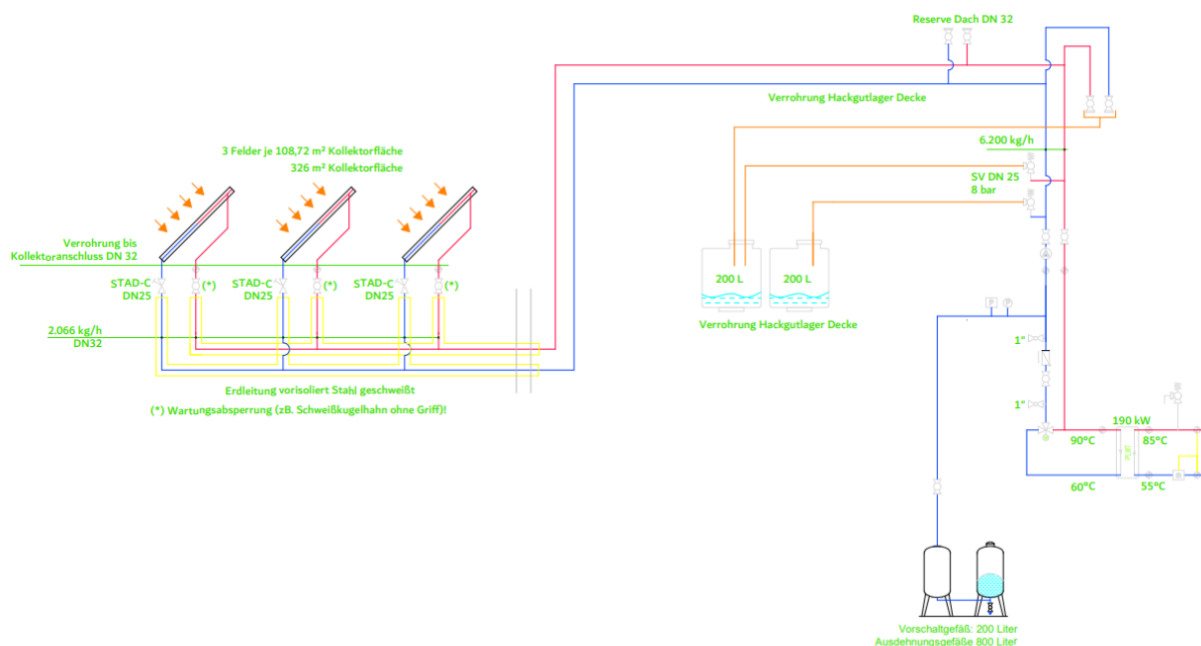 Reserve Dach DN 32
Verrohrung Hackgutlager Decke
6.200 kg/h
3 Felder je 108,72 m² Kollektorfläche
326 m² Kollektorfläche
SV DN 25
8 bar
Verrohrung bis
Kollektoranschluss DN 32
STAD-C
DN25
(*)
STAD-C
DN25
(*)
STAD-C
DN25
(*)
200 L
200 L
Verrohrung Hackgutlager Decke
P
P
2.066 kg/h
DN32
1"
Erdleitung vorisoliert Stahl geschweißt
(*) Wartungsabsperrung (zB. Schweißkugelhahn ohne Griff)!
1"
190 kW
90°C
85°C
60°C
55°C
Vorschaltgefäß: 200 Liter
Ausdehnungsgefäße 800 Liter